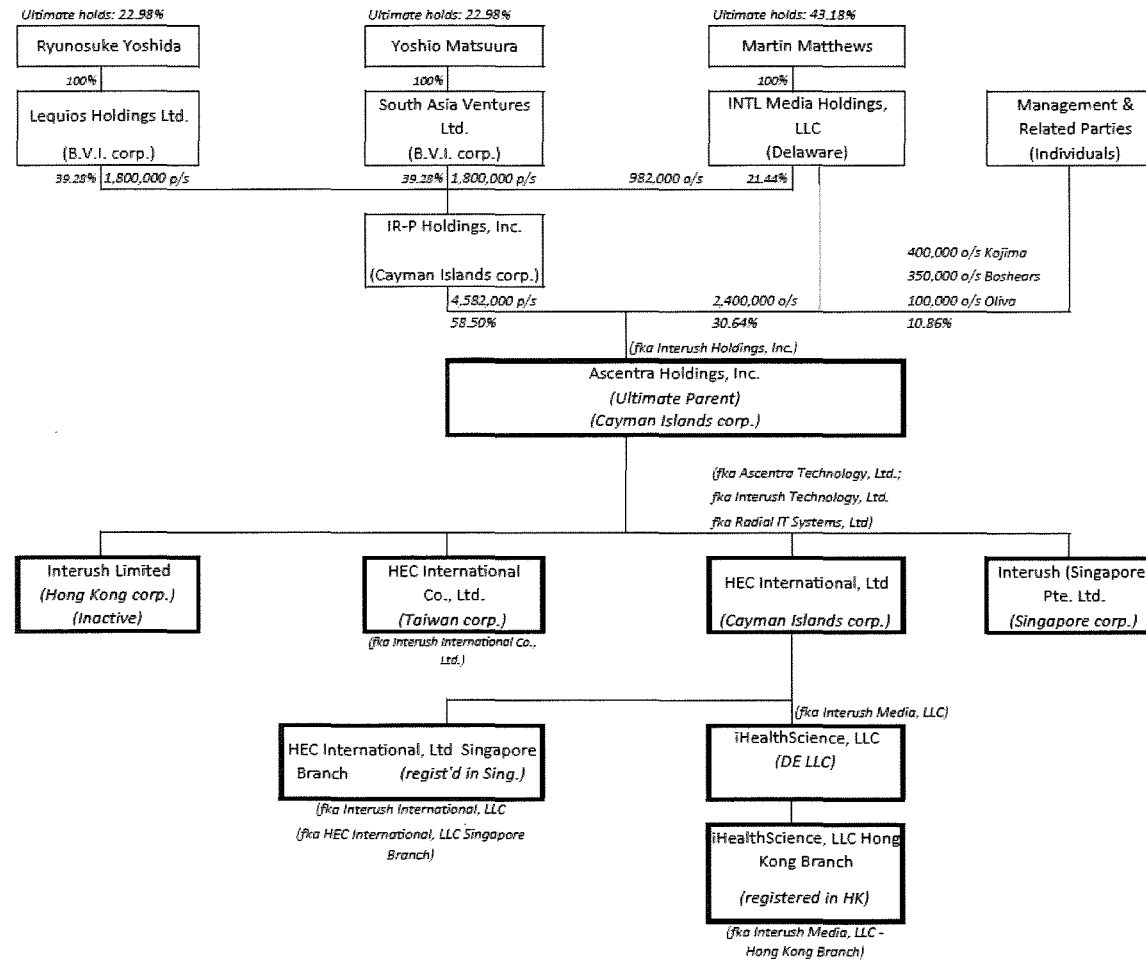 Ultimate holds: 22.98%
Ultimate holds: 22.98%
Ultimate holds: 43.18%
Ryunosuke Yoshida
Yoshio Matsuura
Martin Matthews
100%
100%
100%
Lequios Holdings Ltd.
(B.V.I. corp.)
South Asia Ventures
Ltd.
(B.V.I. corp.)
INTL Media Holdings,
LLC
(Delaware)
Management &
Related Parties
(Individuals)
39.28% 1,800,000 p/s
39.28% 1,800,000 p/s
982,000 o/s 21.44%
IR-P Holdings, Inc.
(Cayman Islands corp.)
400,000 o/s Kojima
350,000 o/s Boshears
100,000 o/s Oliva
4,582,000 p/s
2,400,000 o/s
58.50%
30.64%
10.86%
(fka Interush Holdings, Inc.)
Ascentra Holdings, Inc.
(Ultimate Parent)
(Cayman Islands corp.)
(fka Ascentra Technology, Ltd.;
fka Interush Technology, Ltd.
fka Radial IT Systems, Ltd)
Interush Limited
(Hong Kong corp.)
(Inactive)
HEC International
Co., Ltd.
(Taiwan corp.)
(fka Interush International Co.,
Ltd.)
HEC International, Ltd
(Cayman Islands corp.)
Interush (Singapore
Pte. Ltd.
(Singapore corp.)
(fka Interush Media, LLC)
HEC International, Ltd Singapore
Branch (regist'd in Sing.)
(fka Interush International, LLC
(fka HEC International, LLC Singapore
Branch)
iHealthScience, LLC
(DE LLC)
iHealthScience, LLC Hong
Kong Branch
(registered in HK)
(fka Interush Media, LLC -
Hong Kong Branch)